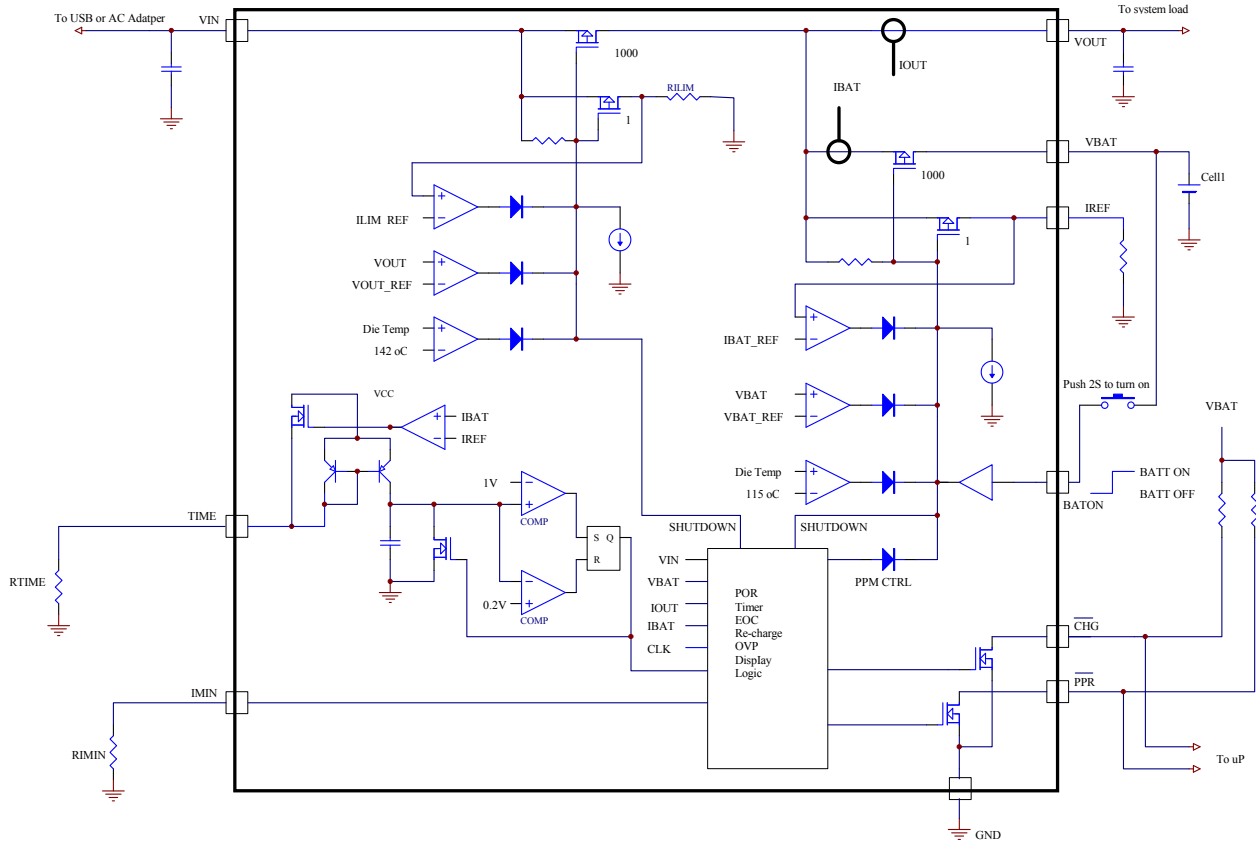 To USB or AC Adatper
VIN
To system load
VOUT
1000
IOUT
RILIM
1
IBAT
VBAT
1000
Cell1
IREF
1
ILIM_REF
VOUT
VOUT_REF
Die Temp
142 oC
IBAT_REF
VBAT
VBAT_REF
Push 2S to turn on
VBAT
VCC
IBAT
IREF
Die Temp
115 oC
BATT ON
BATT OFF
BATON
1V
COMP
TIME
S Q
R
SHUTDOWN
SHUTDOWN
RTIME
0.2V
COMP
VIN
VBAT
IOUT
IBAT
CLK
PPM CTRL
POR
Timer
EOC
Re-charge
OVP
DispIay
Logic
CHG
PPR
IMIN
RIMIN
To uP
GND